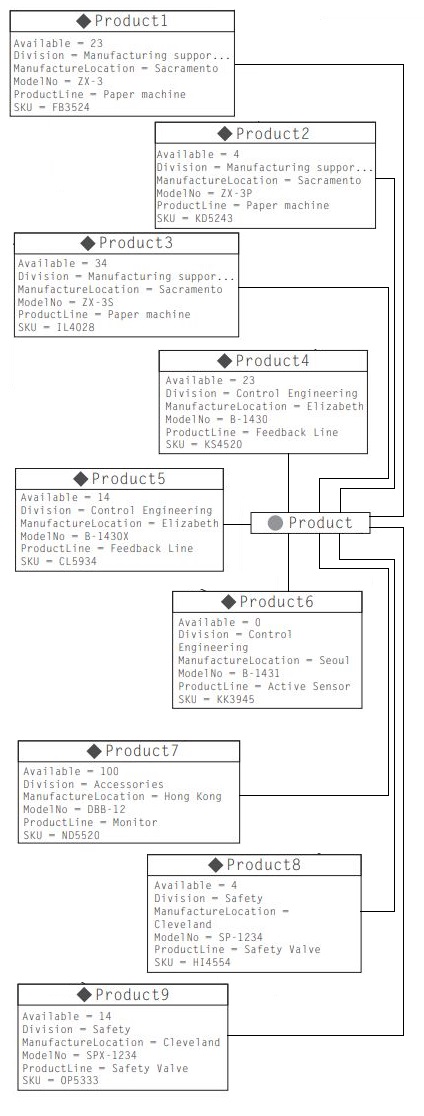 Product1
Available = 23
Division = Manufacturing suppor...
ManufactureLocation = Sacramento
ModelNo = ZX-3
ProductLine = Paper machine
SKU = FB3524
Product2
Available = 4
Division = Manufacturing suppor...
ManufactureLocation = Sacramento
ModelNo = ZX-3P
ProductLine = Paper machine
SKU = KD5243
Product3
Available = 34
Division = Manufacturing suppor...
ManufactureLocation = Sacramento
ModelNo = ZX-3S
ProductLine = Paper machine
SKU = IL4028
Product4
Available = 23
Division = Control Engineering
ManufactureLocation = Elizabeth
ModelNo = B-1430
ProductLine = Feedback Line
SKU = KS4520
Product5
Available = 14
Division = Control Engineering
ManufactureLocation = Elizabeth
ModelNo = B-1430X
ProductLine = Feedback Line
SKU = CL5934
Product
Product6
Available = 0
Division = Control
Engineering
ManufactureLocation = Seoul
ModelNo = B-1431
ProductLine = Active Sensor
SKU = KK3945
Product7
Available = 100
Division = Accessories
ManufactureLocation = Hong Kong
ModelNo = DBB-12
ProductLine = Monitor
SKU = ND5520
Product8
Available = 4
Division = Safety
ManufactureLocation =
Cleveland
ModelNo = SP-1234
ProductLine = Safety Valve
SKU = HI4554
Product9
Available = 14
Division = Safety
ManufactureLocation = Cleveland
ModelNo = SPX-1234
ProductLine = Safety Valve
SKU = OP5333